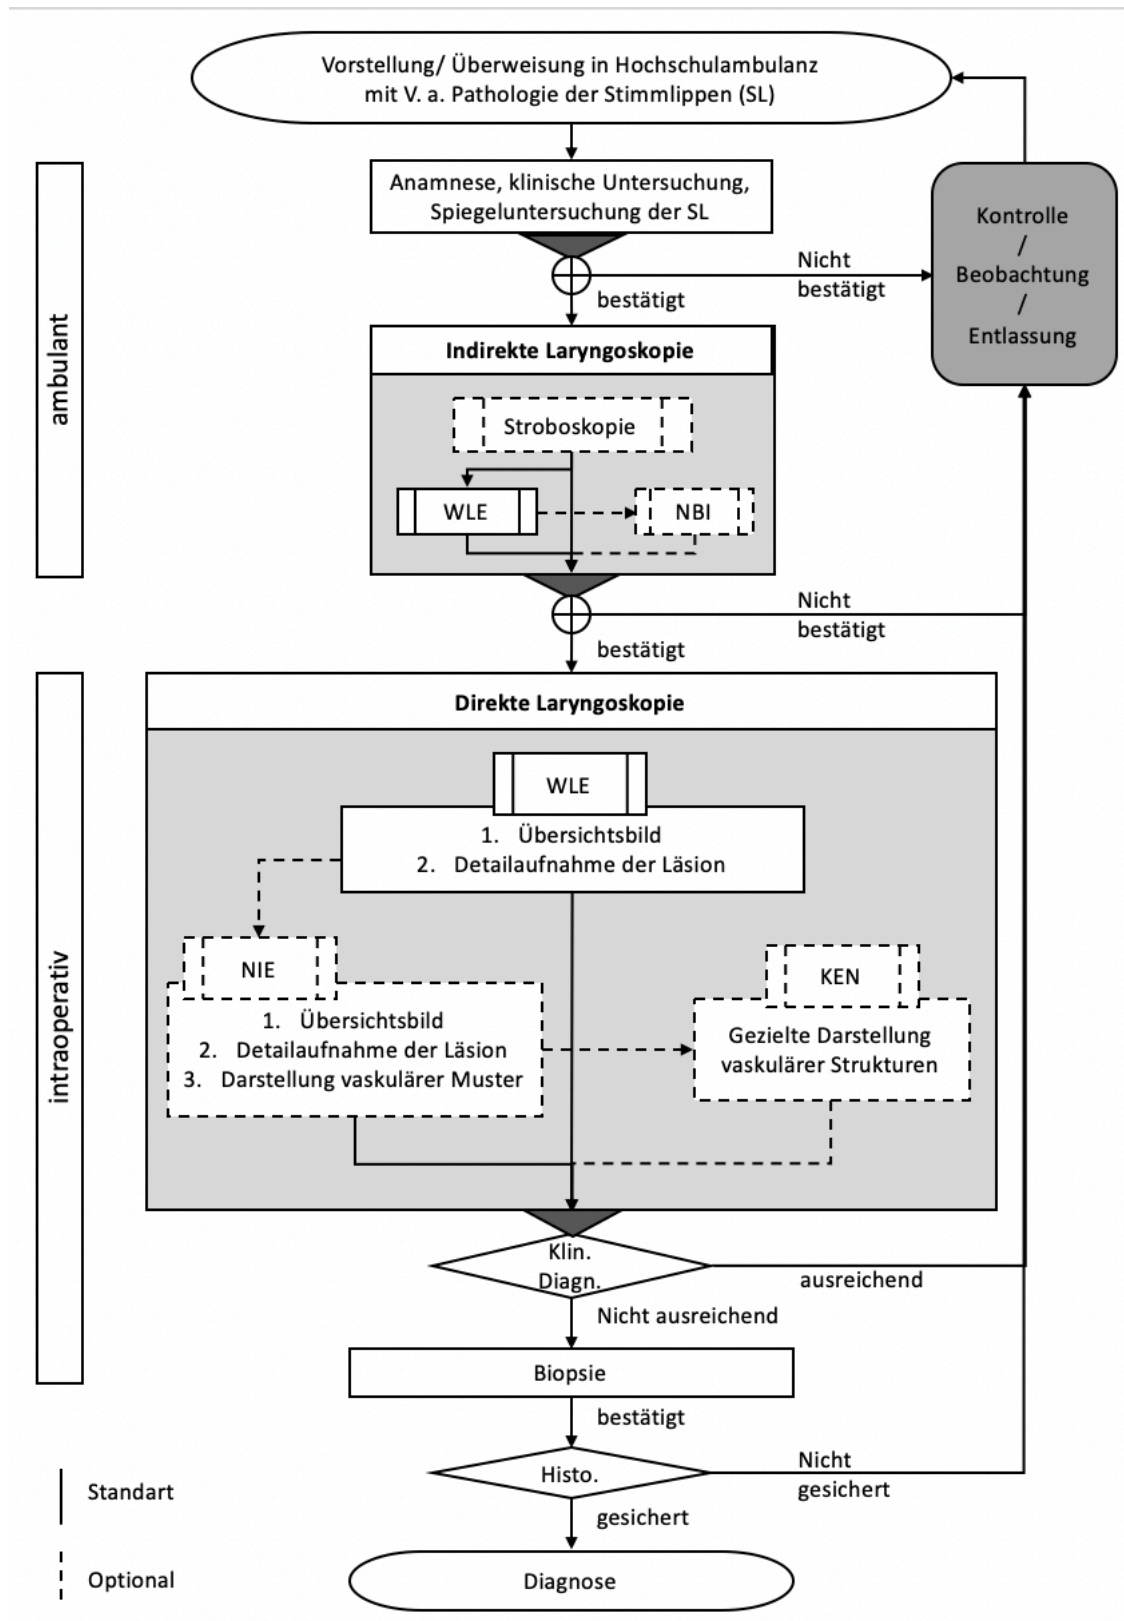 Vorstellung/ Überweisung in Hochschulambulanz
mit V. a. Pathologie der Stimmlippen (SL)
ambulant
Anamnese, klinische Untersuchung,
Spiegeluntersuchung der SL
Kontrolle
/
Beobachtung
/
Entlassung
Nicht
bestätigt
bestätigt
Indirekte Laryngoskopie
Stroboskopie
WLE
NBI
Nicht
bestätigt
bestätigt
intraoperativ
Direkte Laryngoskopie
WLE
1. Übersichtsbild
2. Detailaufnahme der Läsion
NIE
1. Übersichtsbild
2. Detailaufnahme der Läsion
3. Darstellung vaskulärer Muster
KEN
Gezielte Darstellung
vaskulärer Strukturen
Klin.
Diagn.
ausreichend
Nicht ausreichend
Biopsie
bestätigt
Histo.
Nicht
gesichert
gesichert
Diagnose
Standart
Optional